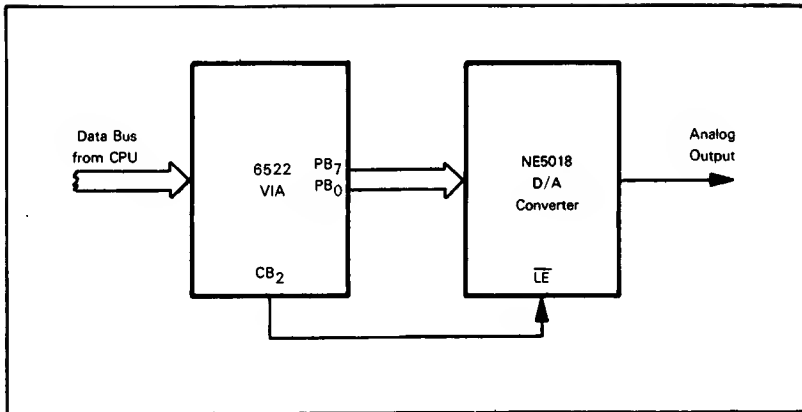 Data Bus
from CPU
6522
VIA
PB7
PB0
CB2
NE5018
D/A
Converter
LE
Analog
Output